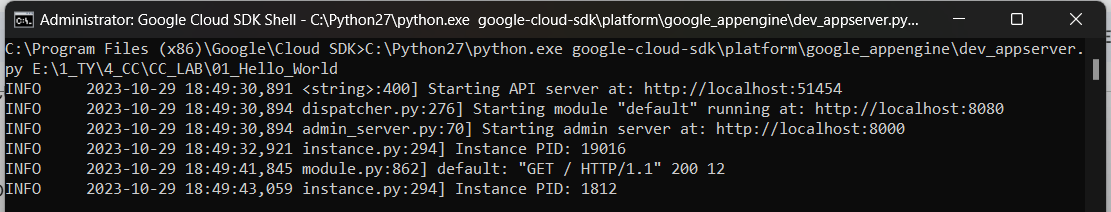 Administrator: Google Cloud SDK Shell - C:\Python27\python.exe  google-cloud-sdk\platform\google_appengine\dev_appserver.py...
C:\Program Files (x86)\Google\Cloud SDK>C:\Python27\python.exe google-cloud-sdk\platform\google_appengine\dev_appserver.
py E:\1_TY\4_CC\CC_LAB\01_Hello_World
INFO     2023-10-29 18:49:30,891 <string>:400] Starting API server at: http://localhost:51454
INFO     2023-10-29 18:49:30,894 dispatcher.py:276] Starting module "default" running at: http://localhost:8080
INFO     2023-10-29 18:49:30,894 admin_server.py:70] Starting admin server at: http://localhost:8000
INFO     2023-10-29 18:49:32,921 instance.py:294] Instance PID: 19016
INFO     2023-10-29 18:49:41,845 module.py:862] default: "GET / HTTP/1.1" 200 12
INFO     2023-10-29 18:49:43,059 instance.py:294] Instance PID: 1812